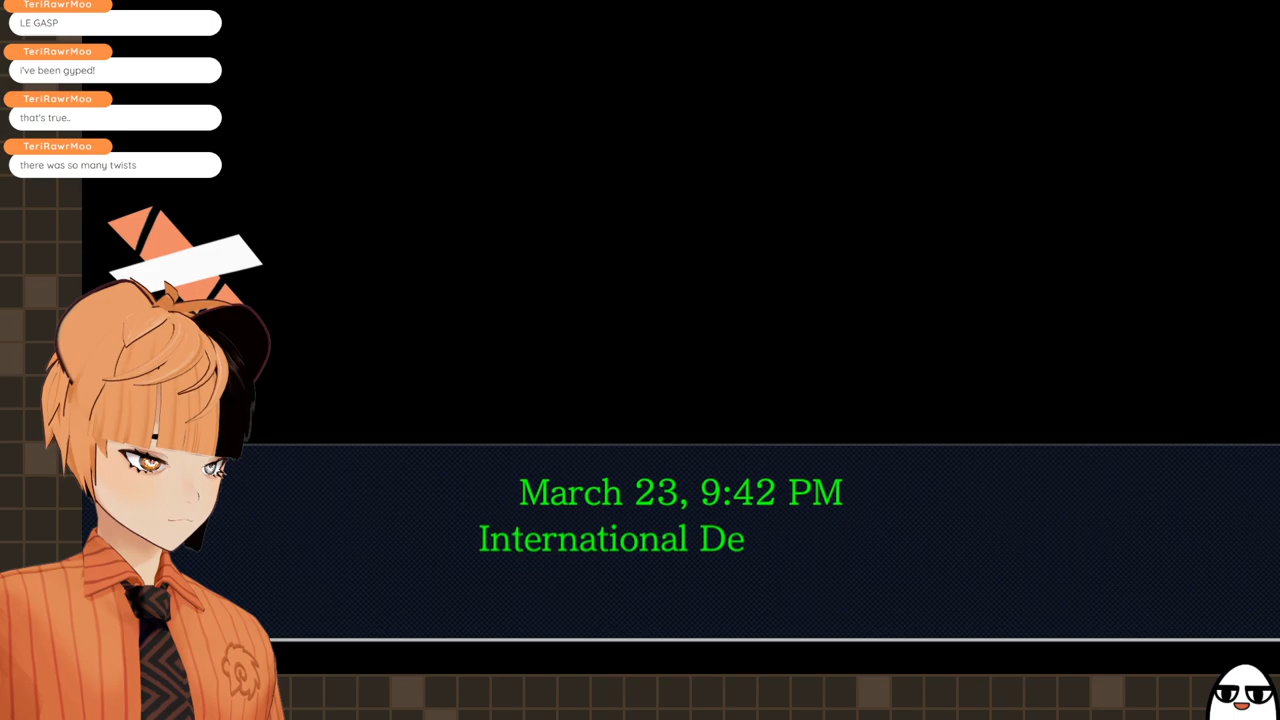 TeriRawrMoo
LE GASP
TeriRawrMoo
i've been gyped!
TeriRawrMoo
that's true..
TeriRawrMoo
there was so many twists
March 23, 9:42 PM
International De